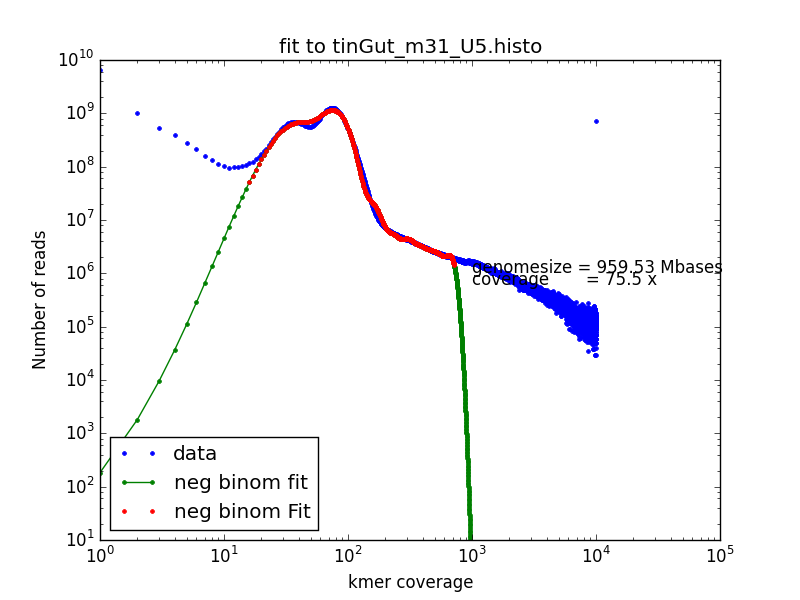 fit to tinGut_m31_U5.histo
10^10
10^9
10^8
10^7
10^6
10^5
10^4
10^3
10^2
10^1
Number of reads
genomesize = 959.53 Mbases
coverage = 75.5 x
data
neg binom fit
neg binom Fit
10^0 10^1 10^2 10^3 10^4 10^5
kmer coverage